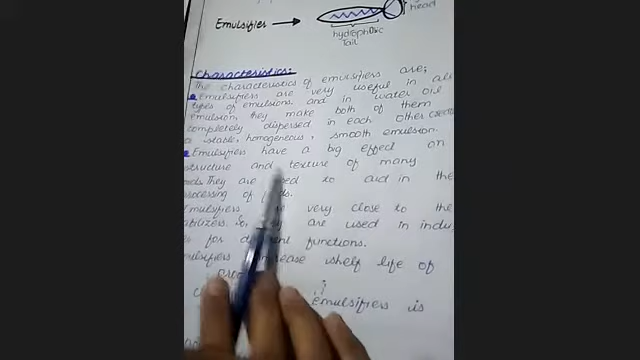 head
Emulsifier
hydrophobic
Tail
Characteristics:
The characteristics of emulsifiers are;
Emulsifiers are very useful in all
types of emulsions. and in water oil
emulsion, they make both of them
completely dispersed in each other
a stable, homogeneous, smooth emulsion.
Emulsifiers have a big effect on
structure and texture of many
They are to aid in the
processing of
Emulsifiers very close to the
So, are used in
for functions.
shelf life of
Emulsifiers is